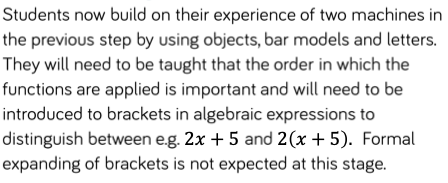 Students now build on their experience of two machines in
the previous step by using objects, bar models and letters.
They will need to be taught that the order in which the
functions are applied is important and will need to be
introduced to brackets in algebraic expressions to
distinguish between e.g. 2x + 5 and 2(x + 5). Formal
expanding of brackets is not expected at this stage.